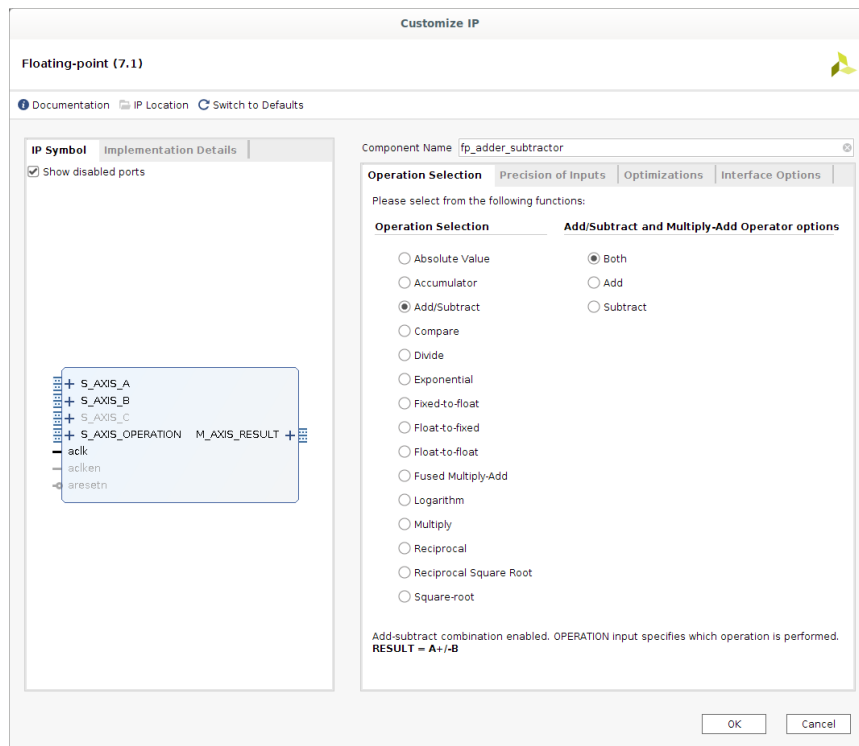 Customize IP
Floating-point (7.1)
Documentation IP Location Switch to Defaults
IP Symbol Implementation Details
Show disabled ports
S_AXIS_A
S_AXIS_B
S_AXIS_C
S_AXIS_OPERATION M_AXIS_RESULT
aclk
aclken
aresetn
Component Name fp_adder_subtractor
Operation Selection Precision of Inputs Optimizations Interface Options
Please select from the following functions:
Operation Selection Add/Subtract and Multiply-Add Operator options
Absolute Value Both
Accumulator Add
Add/Subtract Subtract
Compare
Divide
Exponential
Fixed-to-float
Float-to-fixed
Float-to-float
Fused Multiply-Add
Logarithm
Multiply
Reciprocal
Reciprocal Square Root
Square-root
Add-subtract combination enabled. OPERATION input specifies which operation is performed.
RESULT = A+/-B
OK Cancel